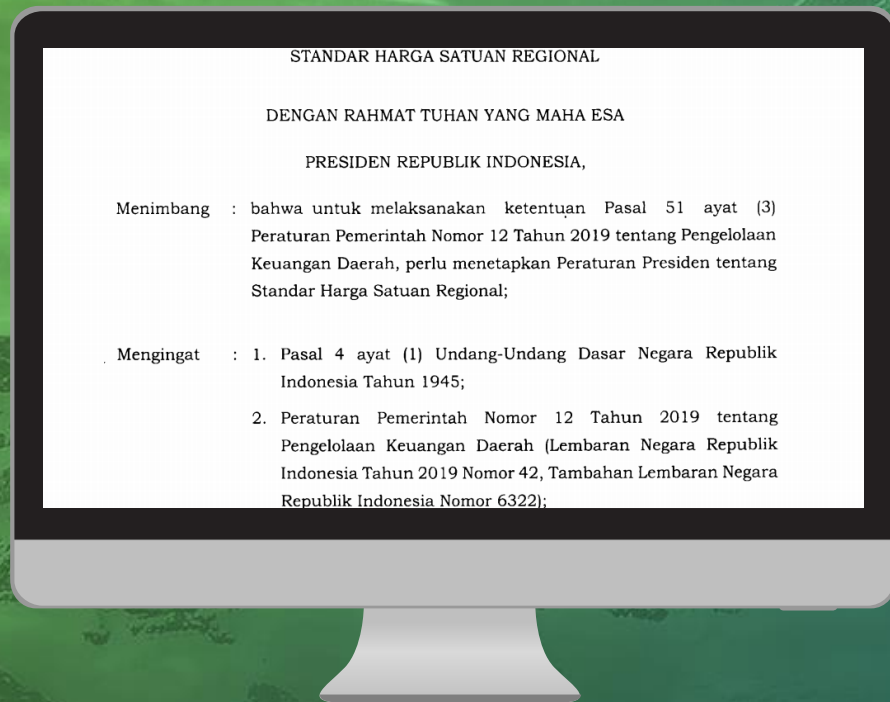 STANDAR HARGA SATUAN REGIONAL
DENGAN RAHMAT TUHAN YANG MAHA ESA
PRESIDEN REPUBLIK INDONESIA,
Menimbang : bahwa untuk melaksanakan ketentuan Pasal 51 ayat (3)
Peraturan Pemerintah Nomor 12 Tahun 2019 tentang Pengelolaan
Keuangan Daerah, perlu menetapkan Peraturan Presiden tentang
Standar Harga Satuan Regional;
Mengingat : 1. Pasal 4 ayat (1) Undang-Undang Dasar Negara Republik
Indonesia Tahun 1945;
2. Peraturan Pemerintah Nomor 12 Tahun 2019 tentang
Pengelolaan Keuangan Daerah (Lembaran Negara Republik
Indonesia Tahun 2019 Nomor 42, Tambahan Lembaran Negara
Republik Indonesia Nomor 6322);